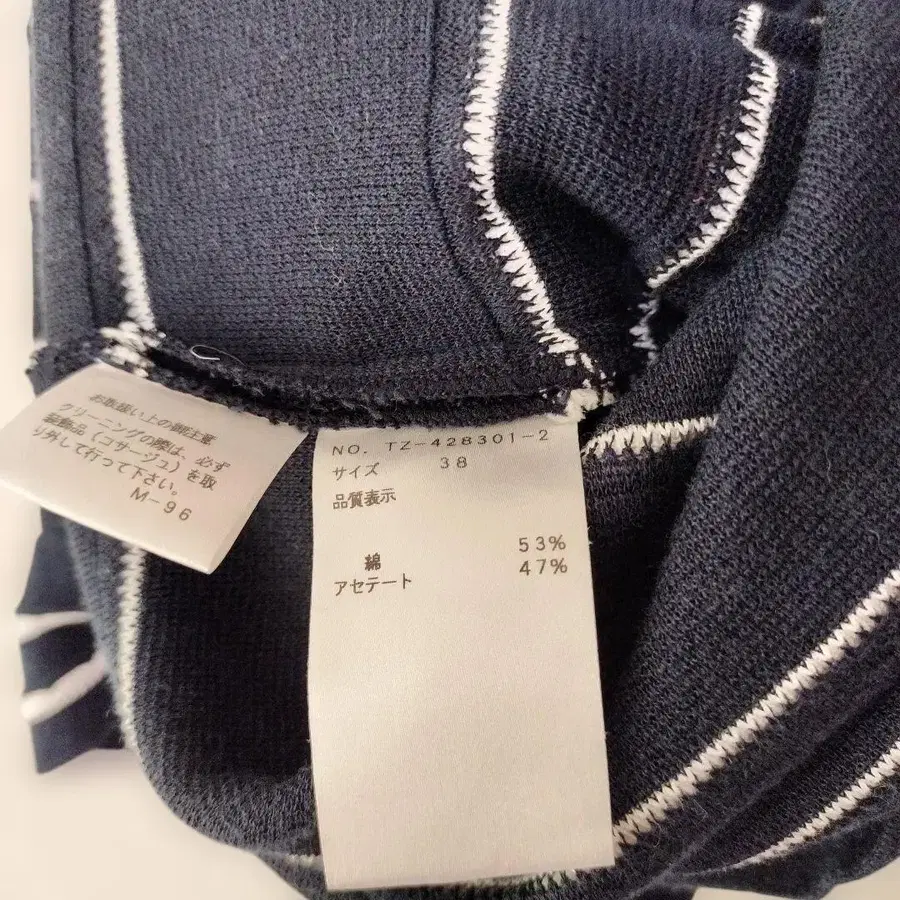 お取扱い上の御注意
クリーニングの際は、必ず
装飾品（コサージュ）を取
り外して行って下さい。
M-96
NO. TZ-428301-2
サイズ 38
品質表示
綿 53%
アセテート 47%